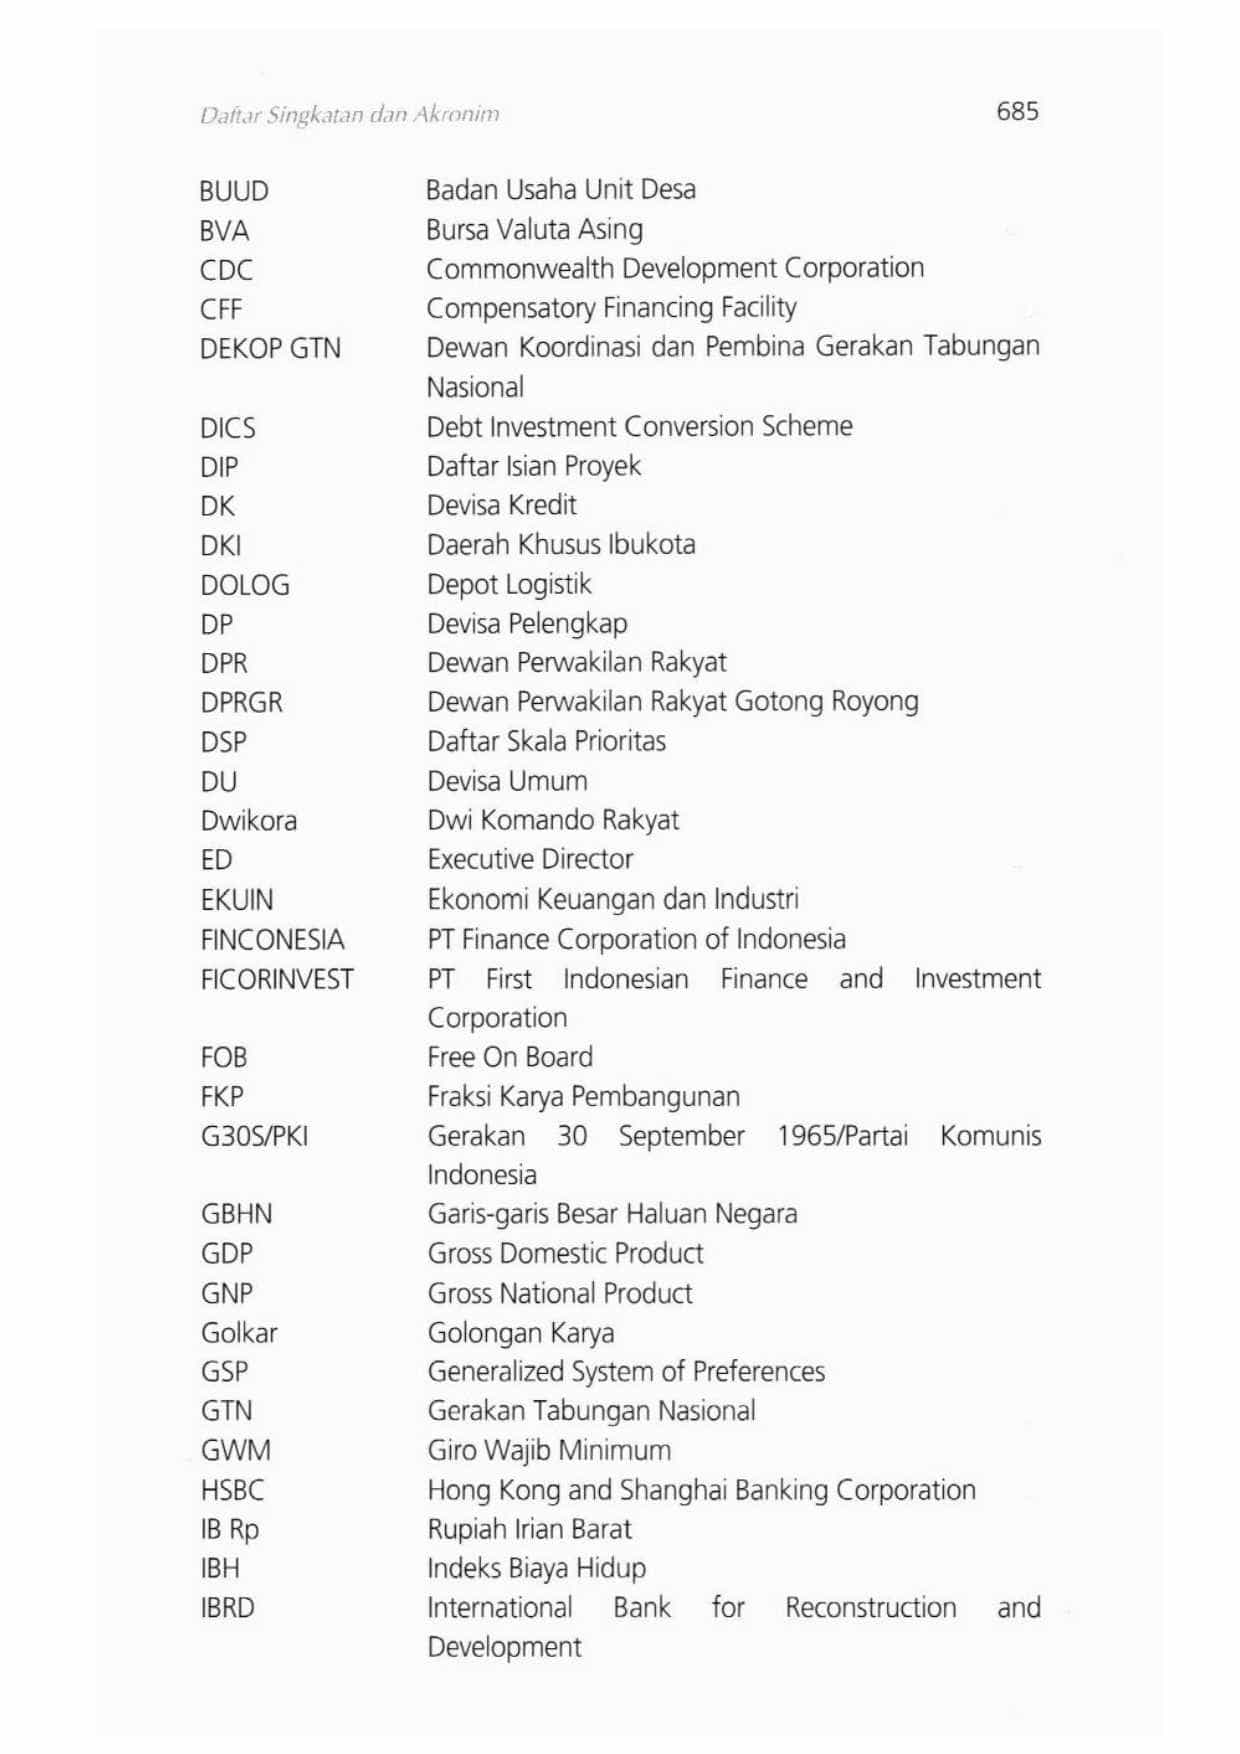 Daftar Singkatan dan Akronim 685
BUUD Badan Usaha Unit Desa
BVA Bursa Valuta Asing
CDC Commonwealth Development Corporation
CFF Compensatory Financing Facility
DEKOP GTN Dewan Koordinasi dan Pembina Gerakan Tabungan
Nasional
DICS Debt Investment Conversion Scheme
DIP Daftar Isian Proyek
DK Devisa Kredit
DKI Daerah Khusus Ibukota
DOLOG Depot Logistik
DP Devisa Pelengkap
DPR Dewan Perwakilan Rakyat
DPRGR Dewan Perwakilan Rakyat Gotong Royong
DSP Daftar Skala Prioritas
DU Devisa Umum
Dwikora Dwi Komando Rakyat
ED Executive Director
EKUIN Ekonomi Keuangan dan Industri
FINCONESIA PT Finance Corporation of Indonesia
FICORINVEST PT First Indonesian Finance and Investment
Corporation
FOB Free On Board
FKP Fraksi Karya Pembangunan
G30S/PKI Gerakan 30 September 1965/Partai Komunis
Indonesia
GBHN Garis-garis Besar Haluan Negara
GDP Gross Domestic Product
GNP Gross National Product
Golkar Golongan Karya
GSP Generalized System of Preferences
GTN Gerakan Tabungan Nasional
GWM Giro Wajib Minimum
HSBC Hong Kong and Shanghai Banking Corporation
IB Rp Rupiah Irian Barat
IBH Indeks Biaya Hidup
IBRD International Bank for Reconstruction and
Development